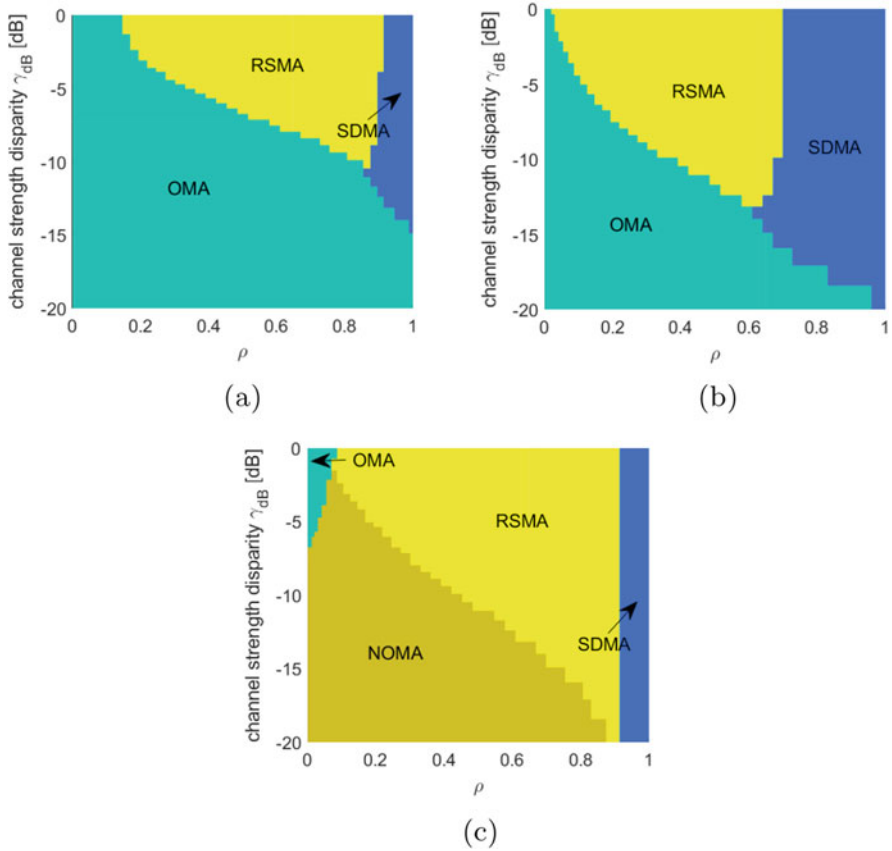 channel strength disparity γdB [dB]
0
-5
-10
-15
-20
RSMA
SDMA
OMA
0 0.2 0.4 0.6 0.8 1
ρ
(a)
channel strength disparity γdB [dB]
0
-5
-10
-15
-20
RSMA
SDMA
OMA
0 0.2 0.4 0.6 0.8 1
ρ
(b)
channel strength disparity γdB [dB]
0
-5
-10
-15
-20
OMA
RSMA
SDMA
NOMA
0 0.2 0.4 0.6 0.8 1
ρ
(c)